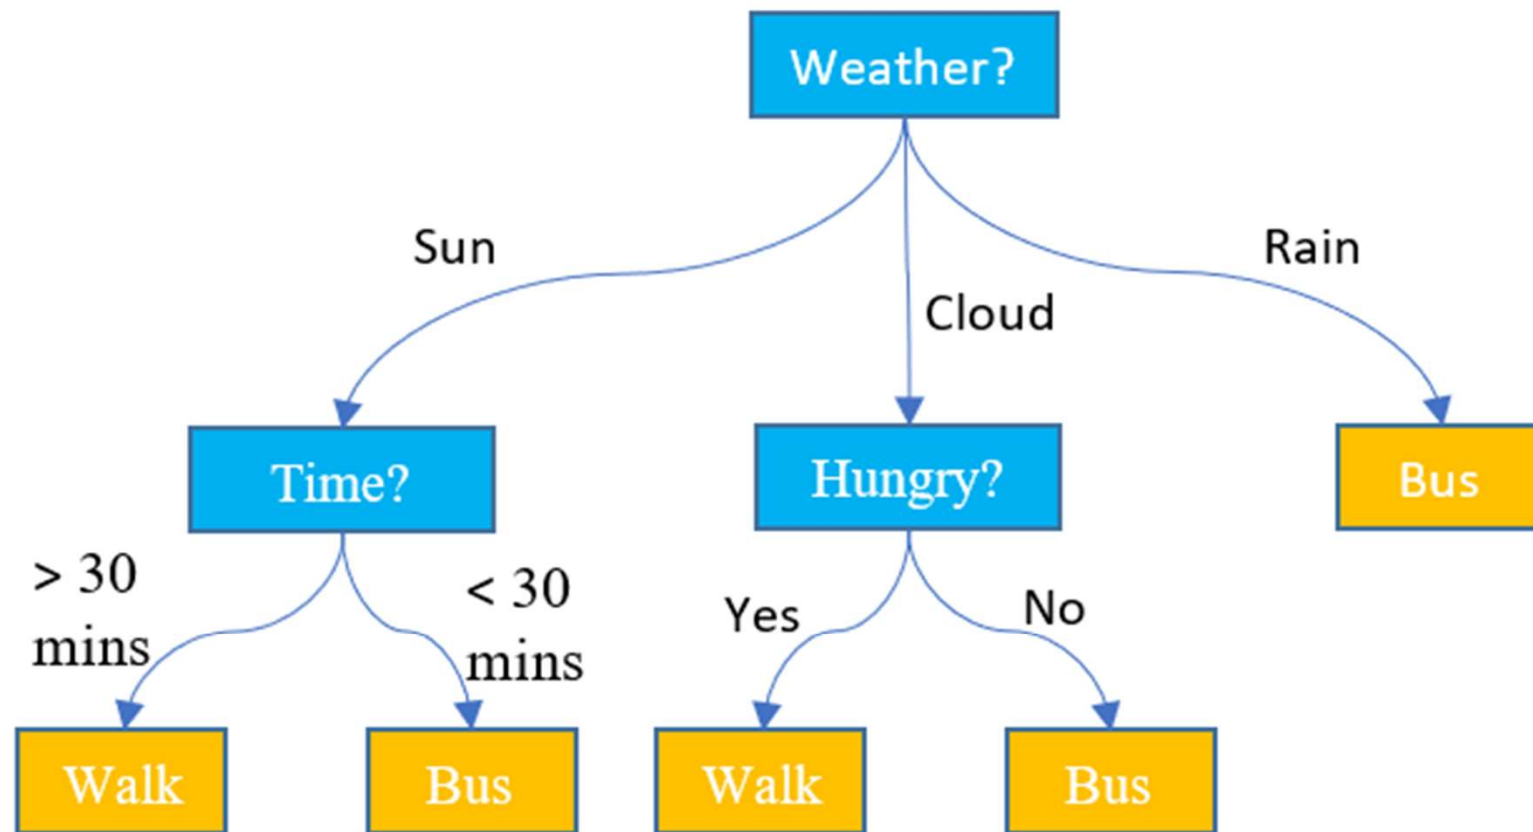 Weather?
Sun
Cloud
Rain
Time?
Hungry?
Bus
> 30
mins
< 30
mins
Yes
No
Walk
Bus
Walk
Bus